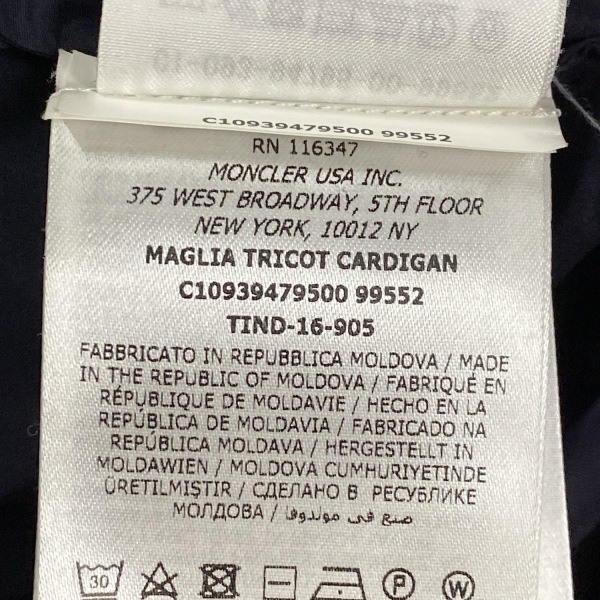 C10939479500 99552
RN 116347
MONCLER USA INC.
375 WEST BROADWAY, 5TH FLOOR
NEW YORK, 10012 NY
MAGLIA TRICOT CARDIGAN
C10939479500 99552
TIND-16-905
FABBRICATO IN REPUBBLICA MOLDOVA / MADE
IN THE REPUBLIC OF MOLDOVA / FABRIQUÉ EN
RÉPUBLIQUE DE MOLDAVIE / HECHO EN LA
REPÚBLICA DE MOLDAVIA / FABRICADO NA
REPÚBLICA MOLDAVA / HERGESTELLT IN
MOLDAWIEN / MOLDOVA CUMHURIYETINDE
ÜRETILMIŞTIR / СДЕЛАНО В РЕСПУБЛИКЕ
МОЛДОВА / صنع في مولدوفا
30
P
W